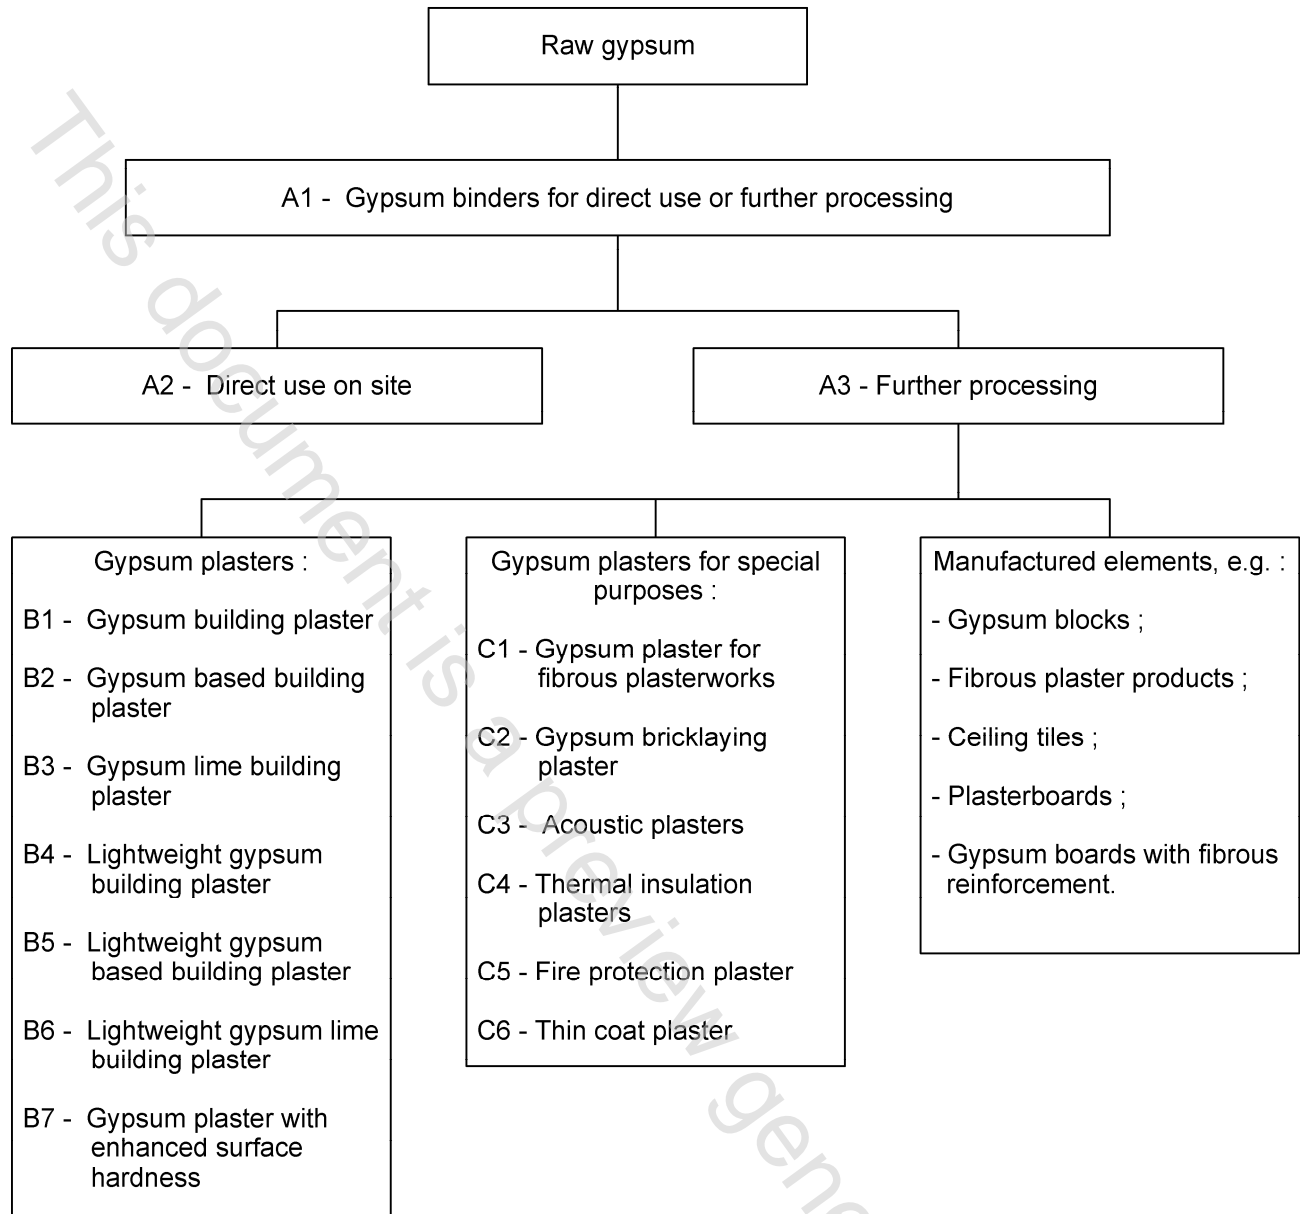 Raw gypsum
A1 - Gypsum binders for direct use or further processing
A2 - Direct use on site
A3 - Further processing
Gypsum plasters :
B1 - Gypsum building plaster
B2 - Gypsum based building
plaster
B3 - Gypsum lime building
plaster
B4 - Lightweight gypsum
building plaster
B5 - Lightweight gypsum
based building plaster
B6 - Lightweight gypsum lime
building plaster
B7 - Gypsum plaster with
enhanced surface
hardness
Gypsum plasters for special
purposes :
C1 - Gypsum plaster for
fibrous plasterworks
C2 - Gypsum bricklaying
plaster
C3 - Acoustic plasters
C4 - Thermal insulation
plasters
C5 - Fire protection plaster
C6 - Thin coat plaster
Manufactured elements, e.g. :
- Gypsum blocks ;
- Fibrous plaster products ;
- Ceiling tiles ;
- Plasterboards ;
- Gypsum boards with fibrous
reinforcement.
This document is a preview gene